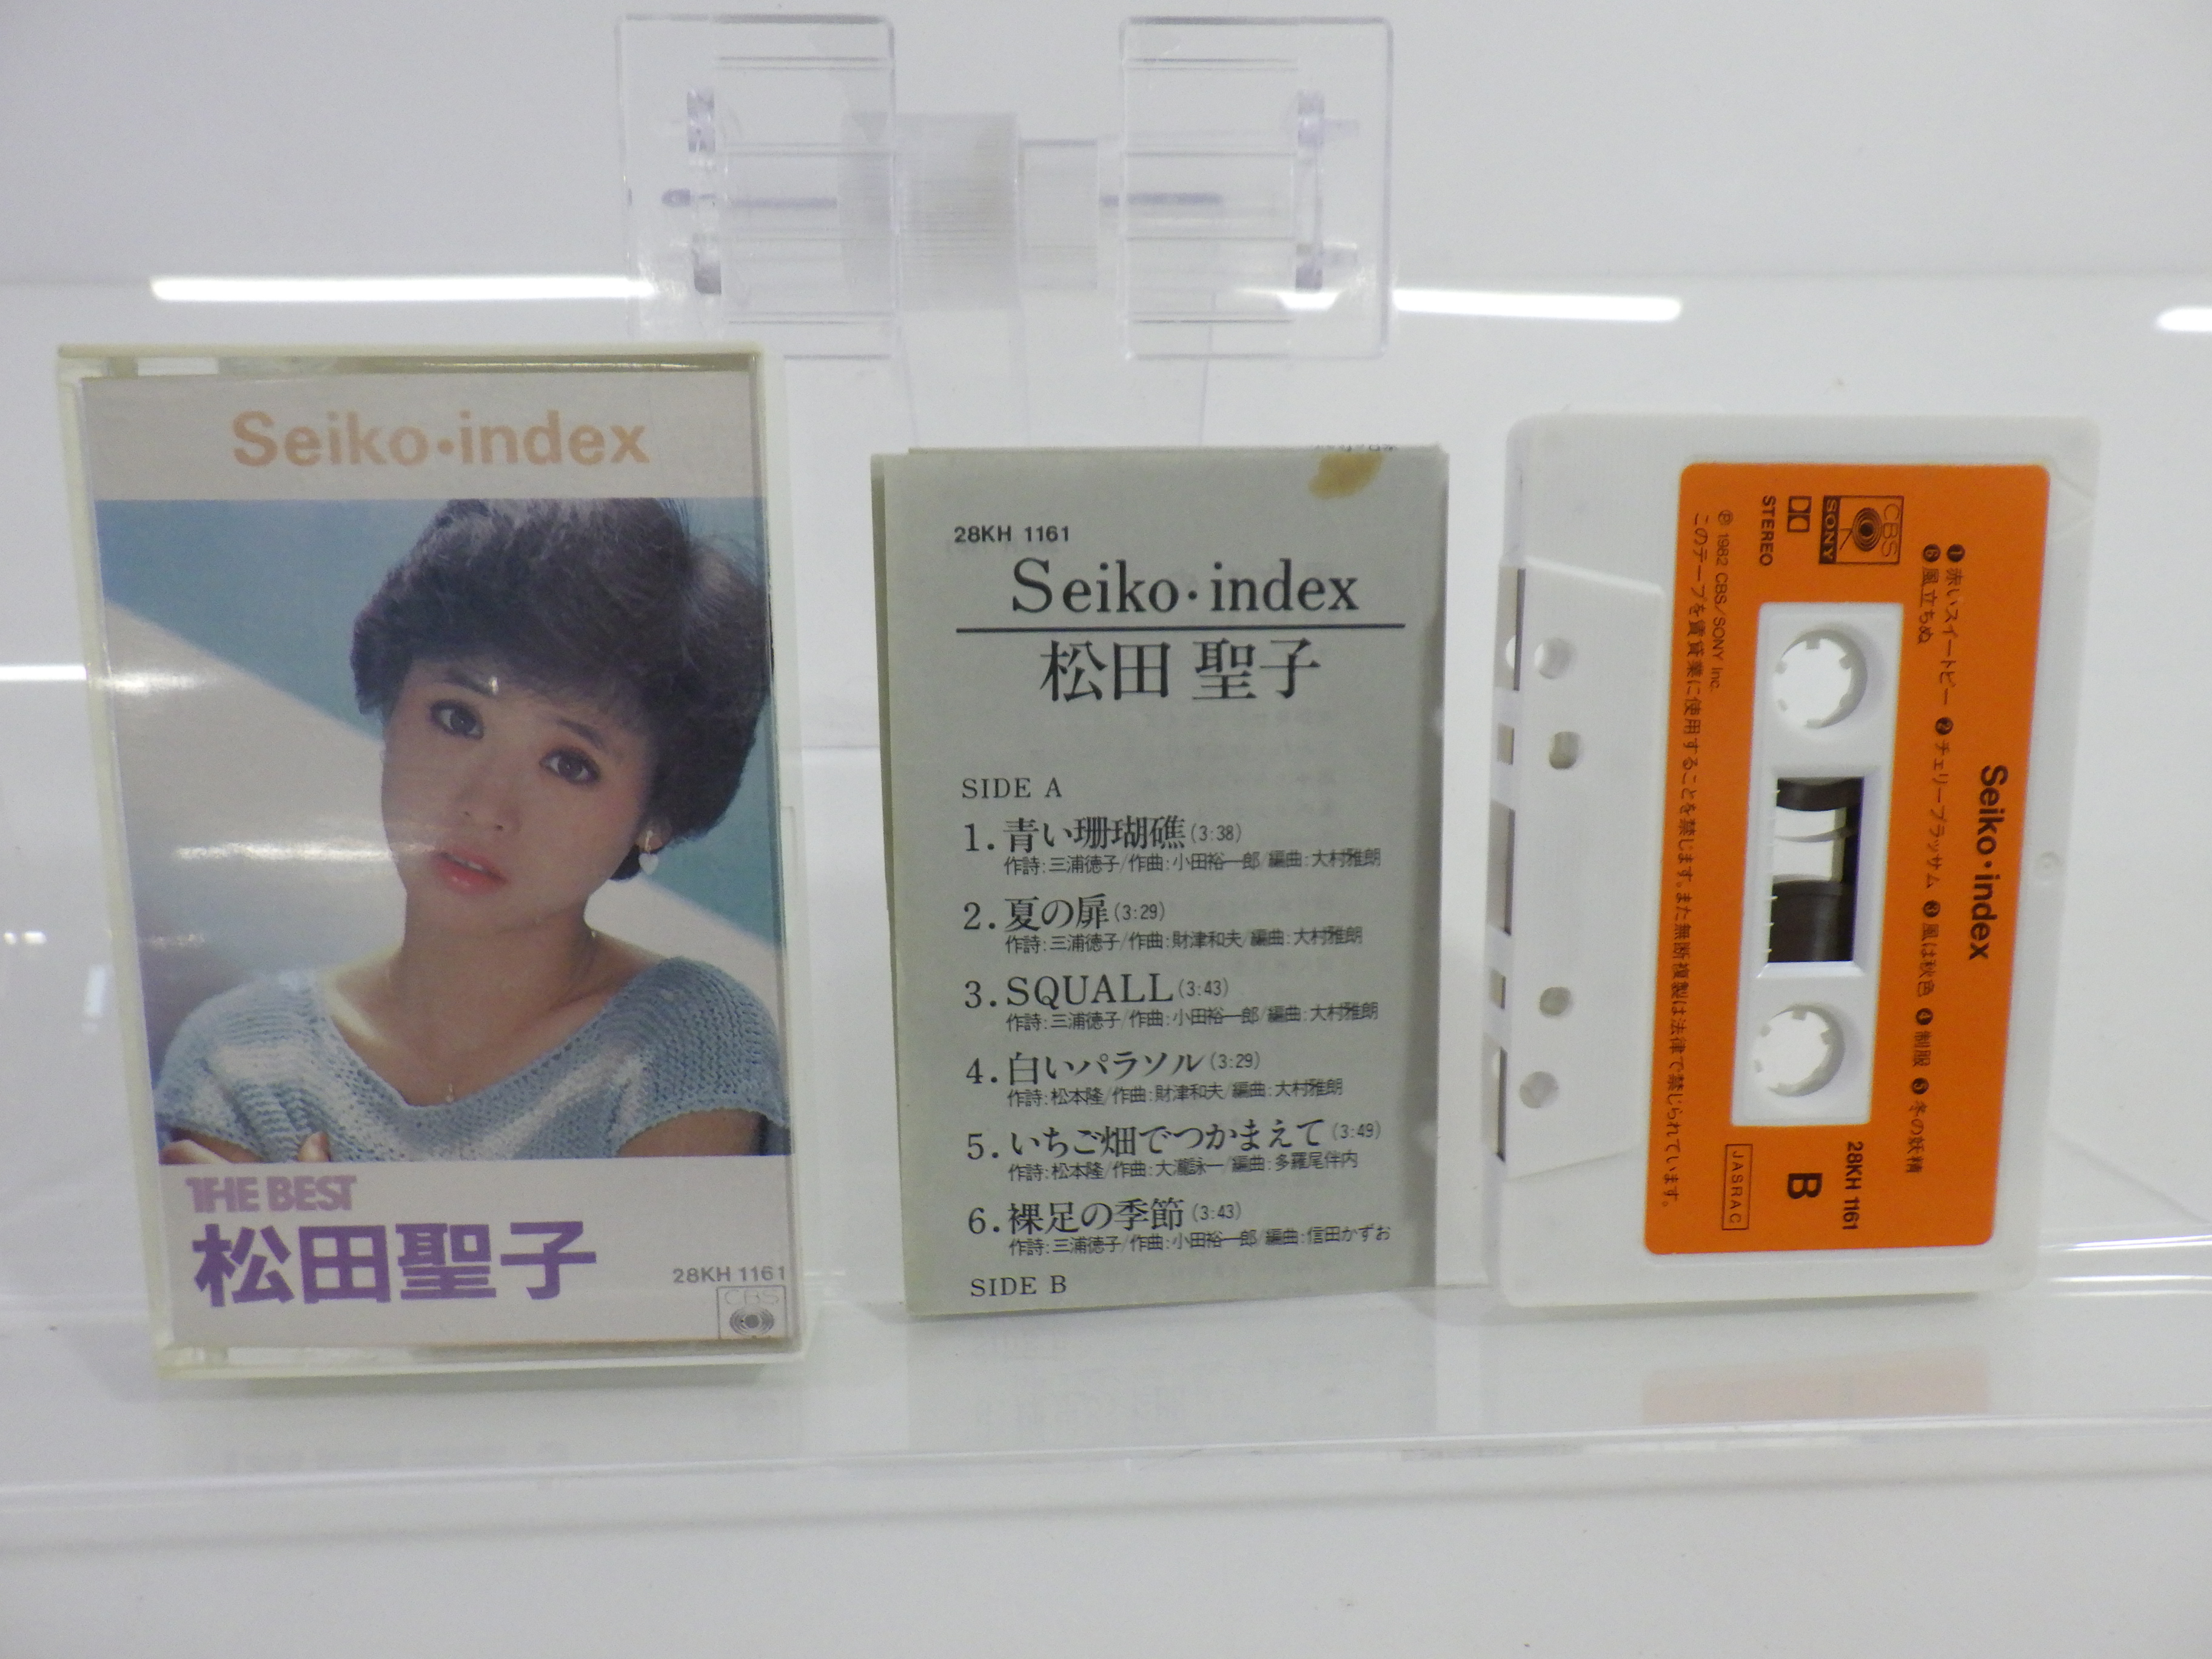 Seiko・index
THE BEST
松田聖子
28KH 1161
CBS
28KH 1161
Seiko・index
松田 聖子
SIDE A
1.青い珊瑚礁(3:38)
作詩:三浦徳子/作曲:小田裕一郎/編曲:大村雅朗
2.夏の扉(3:29)
作詩:三浦徳子/作曲:財津和夫/編曲:大村雅朗
3.SQUALL(3:43)
作詩:三浦徳子/作曲:小田裕一郎/編曲:大村雅朗
4.白いパラソル(3:29)
作詩:松本隆/作曲:財津和夫/編曲:大村雅朗
5.いちご畑でつかまえて(3:49)
作詩:松本隆/作曲:大瀧詠一/編曲:多羅尾伴内
6.裸足の季節(3:43)
作詩:三浦徳子/作曲:小田裕一郎/編曲:信田かずお
SIDE B
Seiko・index
❶赤いスイートピー ❷チェリーブラッサム ❸風は秋色 ❹制服 ❺冬の妖精
❻風立ちぬ
CBS
SONY
STEREO
28KH 1161
B
JASRAC
Ⓟ1982 CBS/SONY Inc.
このテープを賃貸業に使用することを禁じます。また無断複製は法律で禁じられています。